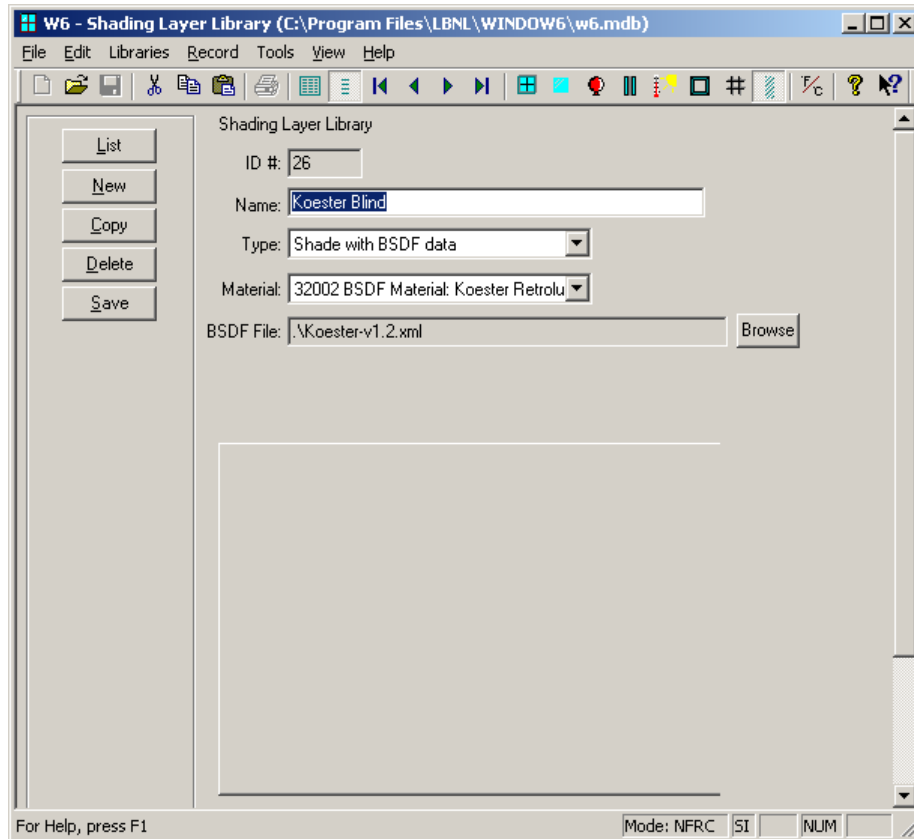 W6 - Shading Layer Library (C:\Program Files\LBNL\WINDOW6\w6.mdb)
File Edit Libraries Record Tools View Help
Shading Layer Library
List
ID #: 26
New
Name: Koester Blind
Copy
Type: Shade with BSDF data
Delete
Material: 32002 BSDF Material: Koester Retrolu
Save
BSDF File: .\Koester-v1.2.xml Browse
For Help, press F1 Mode: NFRC SI NUM